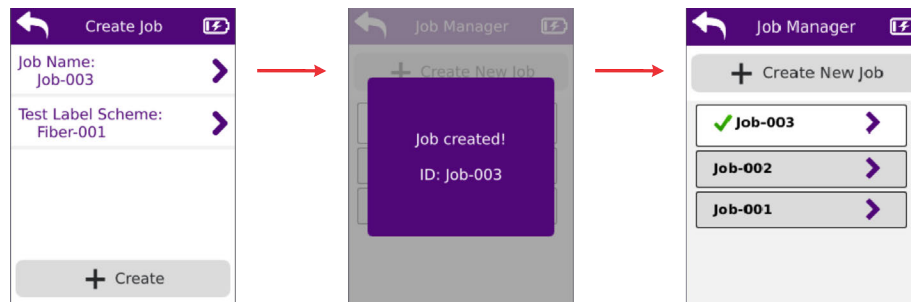 Create Job
Job Name:
Job-003
Test Label Scheme:
Fiber-001
+ Create
Job Manager
+ Create New Job
Job created!
ID: Job-003
Job Manager
+ Create New Job
Job-003
Job-002
Job-001